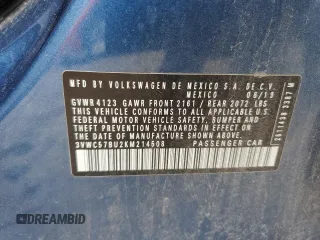 MFD. BY VOLKSWAGEN DE MEXICO S.A. DE C.V.
MEXICO 06/19
GVWR 4123 GAWR FRONT 2161 / REAR 2072 LBS
THIS VEHICLE CONFORMS TO ALL APPLICABLE
FEDERAL MOTOR VEHICLE SAFETY, BUMPER AND
THEFT PREVENTION STANDARDS IN EFFECT ON THE
DATE OF MANUFACTURE SHOWN ABOVE.
3VWC57BU2KM214508 PASSENGER CAR
DREAMBID